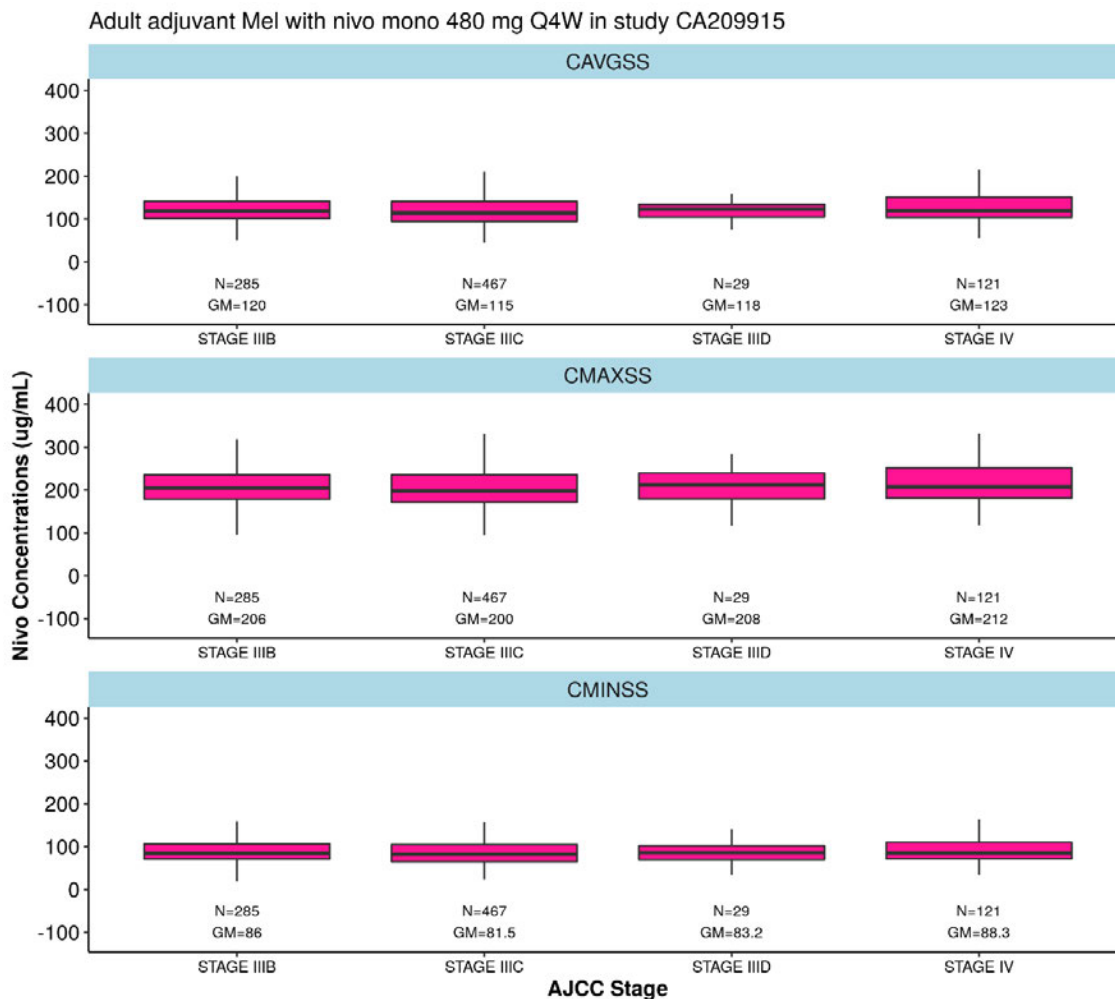 Adult adjuvant Mel with nivo mono 480 mg Q4W in study CA209915
CAVGSS
400
300
200
100
0
-100
N=285 N=467 N=29 N=121
GM=120 GM=115 GM=118 GM=123
STAGE IIIB STAGE IIIC STAGE IIID STAGE IV
CMAXSS
400
300
200
100
0
-100
N=285 N=467 N=29 N=121
GM=206 GM=200 GM=208 GM=212
STAGE IIIB STAGE IIIC STAGE IIID STAGE IV
CMINSS
400
300
200
100
0
-100
N=285 N=467 N=29 N=121
GM=86 GM=81.5 GM=83.2 GM=88.3
STAGE IIIB STAGE IIIC STAGE IIID STAGE IV
Nivo Concentrations (ug/mL)
AJCC Stage